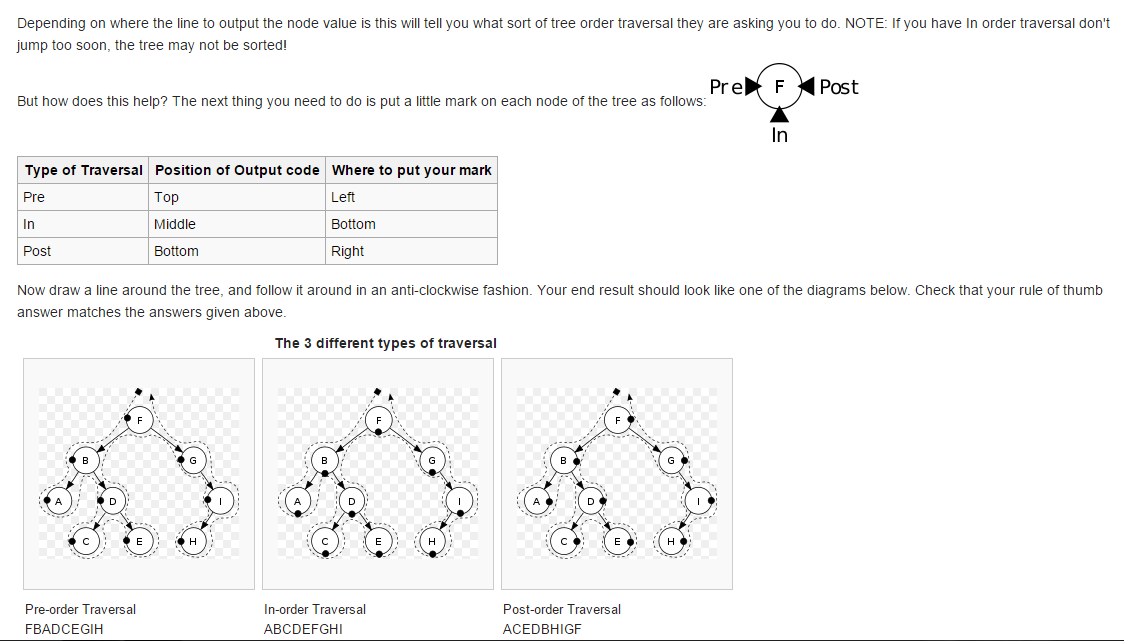 Depending on where the line to output the node value is this will tell you what sort of tree order traversal they are asking you to do. NOTE: If you have In order traversal don't
jump too soon, the tree may not be sorted!
Pre F Post
But how does this help? The next thing you need to do is put a little mark on each node of the tree as follows:
In
Type of Traversal Position of Output code Where to put your mark
Pre Top Left
In Middle Bottom
Post Bottom Right
Now draw a line around the tree, and follow it around in an anti-clockwise fashion. Your end result should look like one of the diagrams below. Check that your rule of thumb
answer matches the answers given above.
The 3 different types of traversal
F F F
B G B G B G
A D I A D I A D I
C E H C E H C E H
Pre-order Traversal In-order Traversal Post-order Traversal
FBADCEGIH ABCDEFGHI ACEDBHIGF